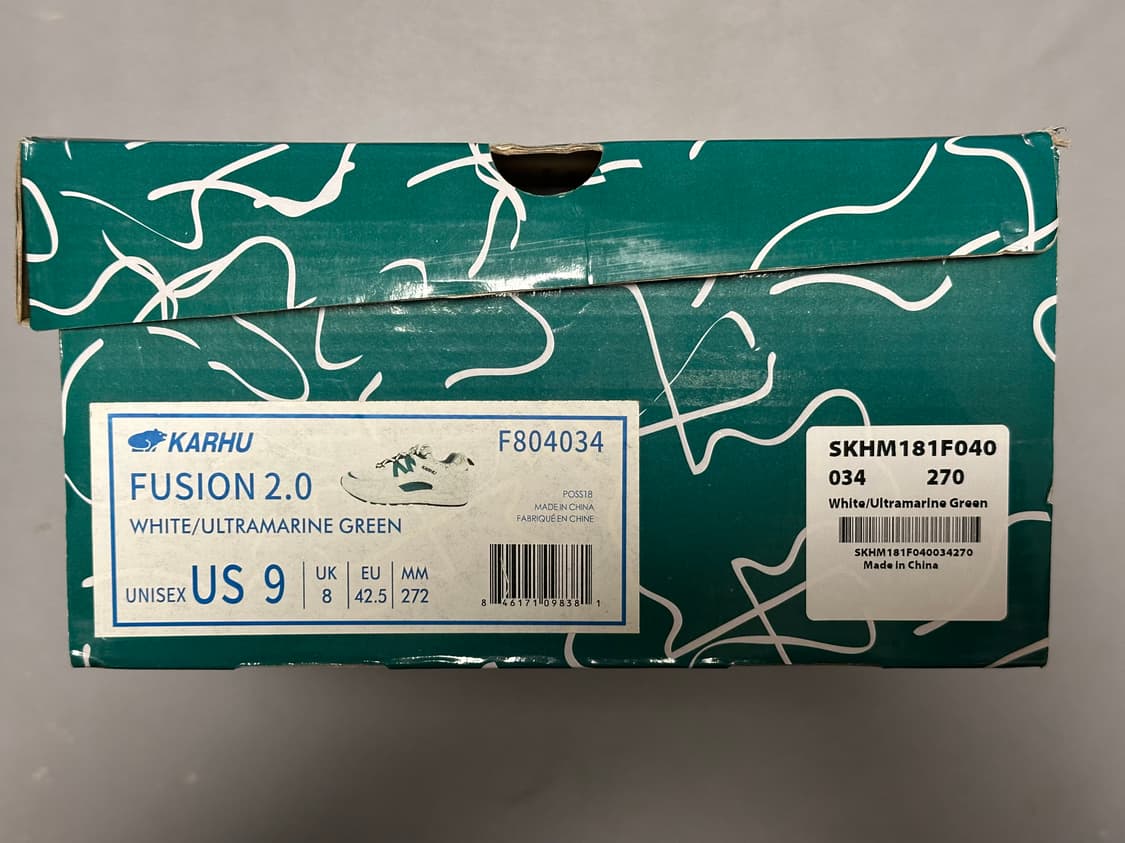 KARHU
F804034
FUSION 2.0
KARHU
WHITE/ULTRAMARINE GREEN
POSS18
MADE IN CHINA
FABRIQUÉ EN CHINE
UNISEX US 9
UK 8
EU 42.5
MM 272
8 46171 09838 1
SKHM181F040
034 270
White/Ultramarine Green
SKHM181F040034270
Made in China